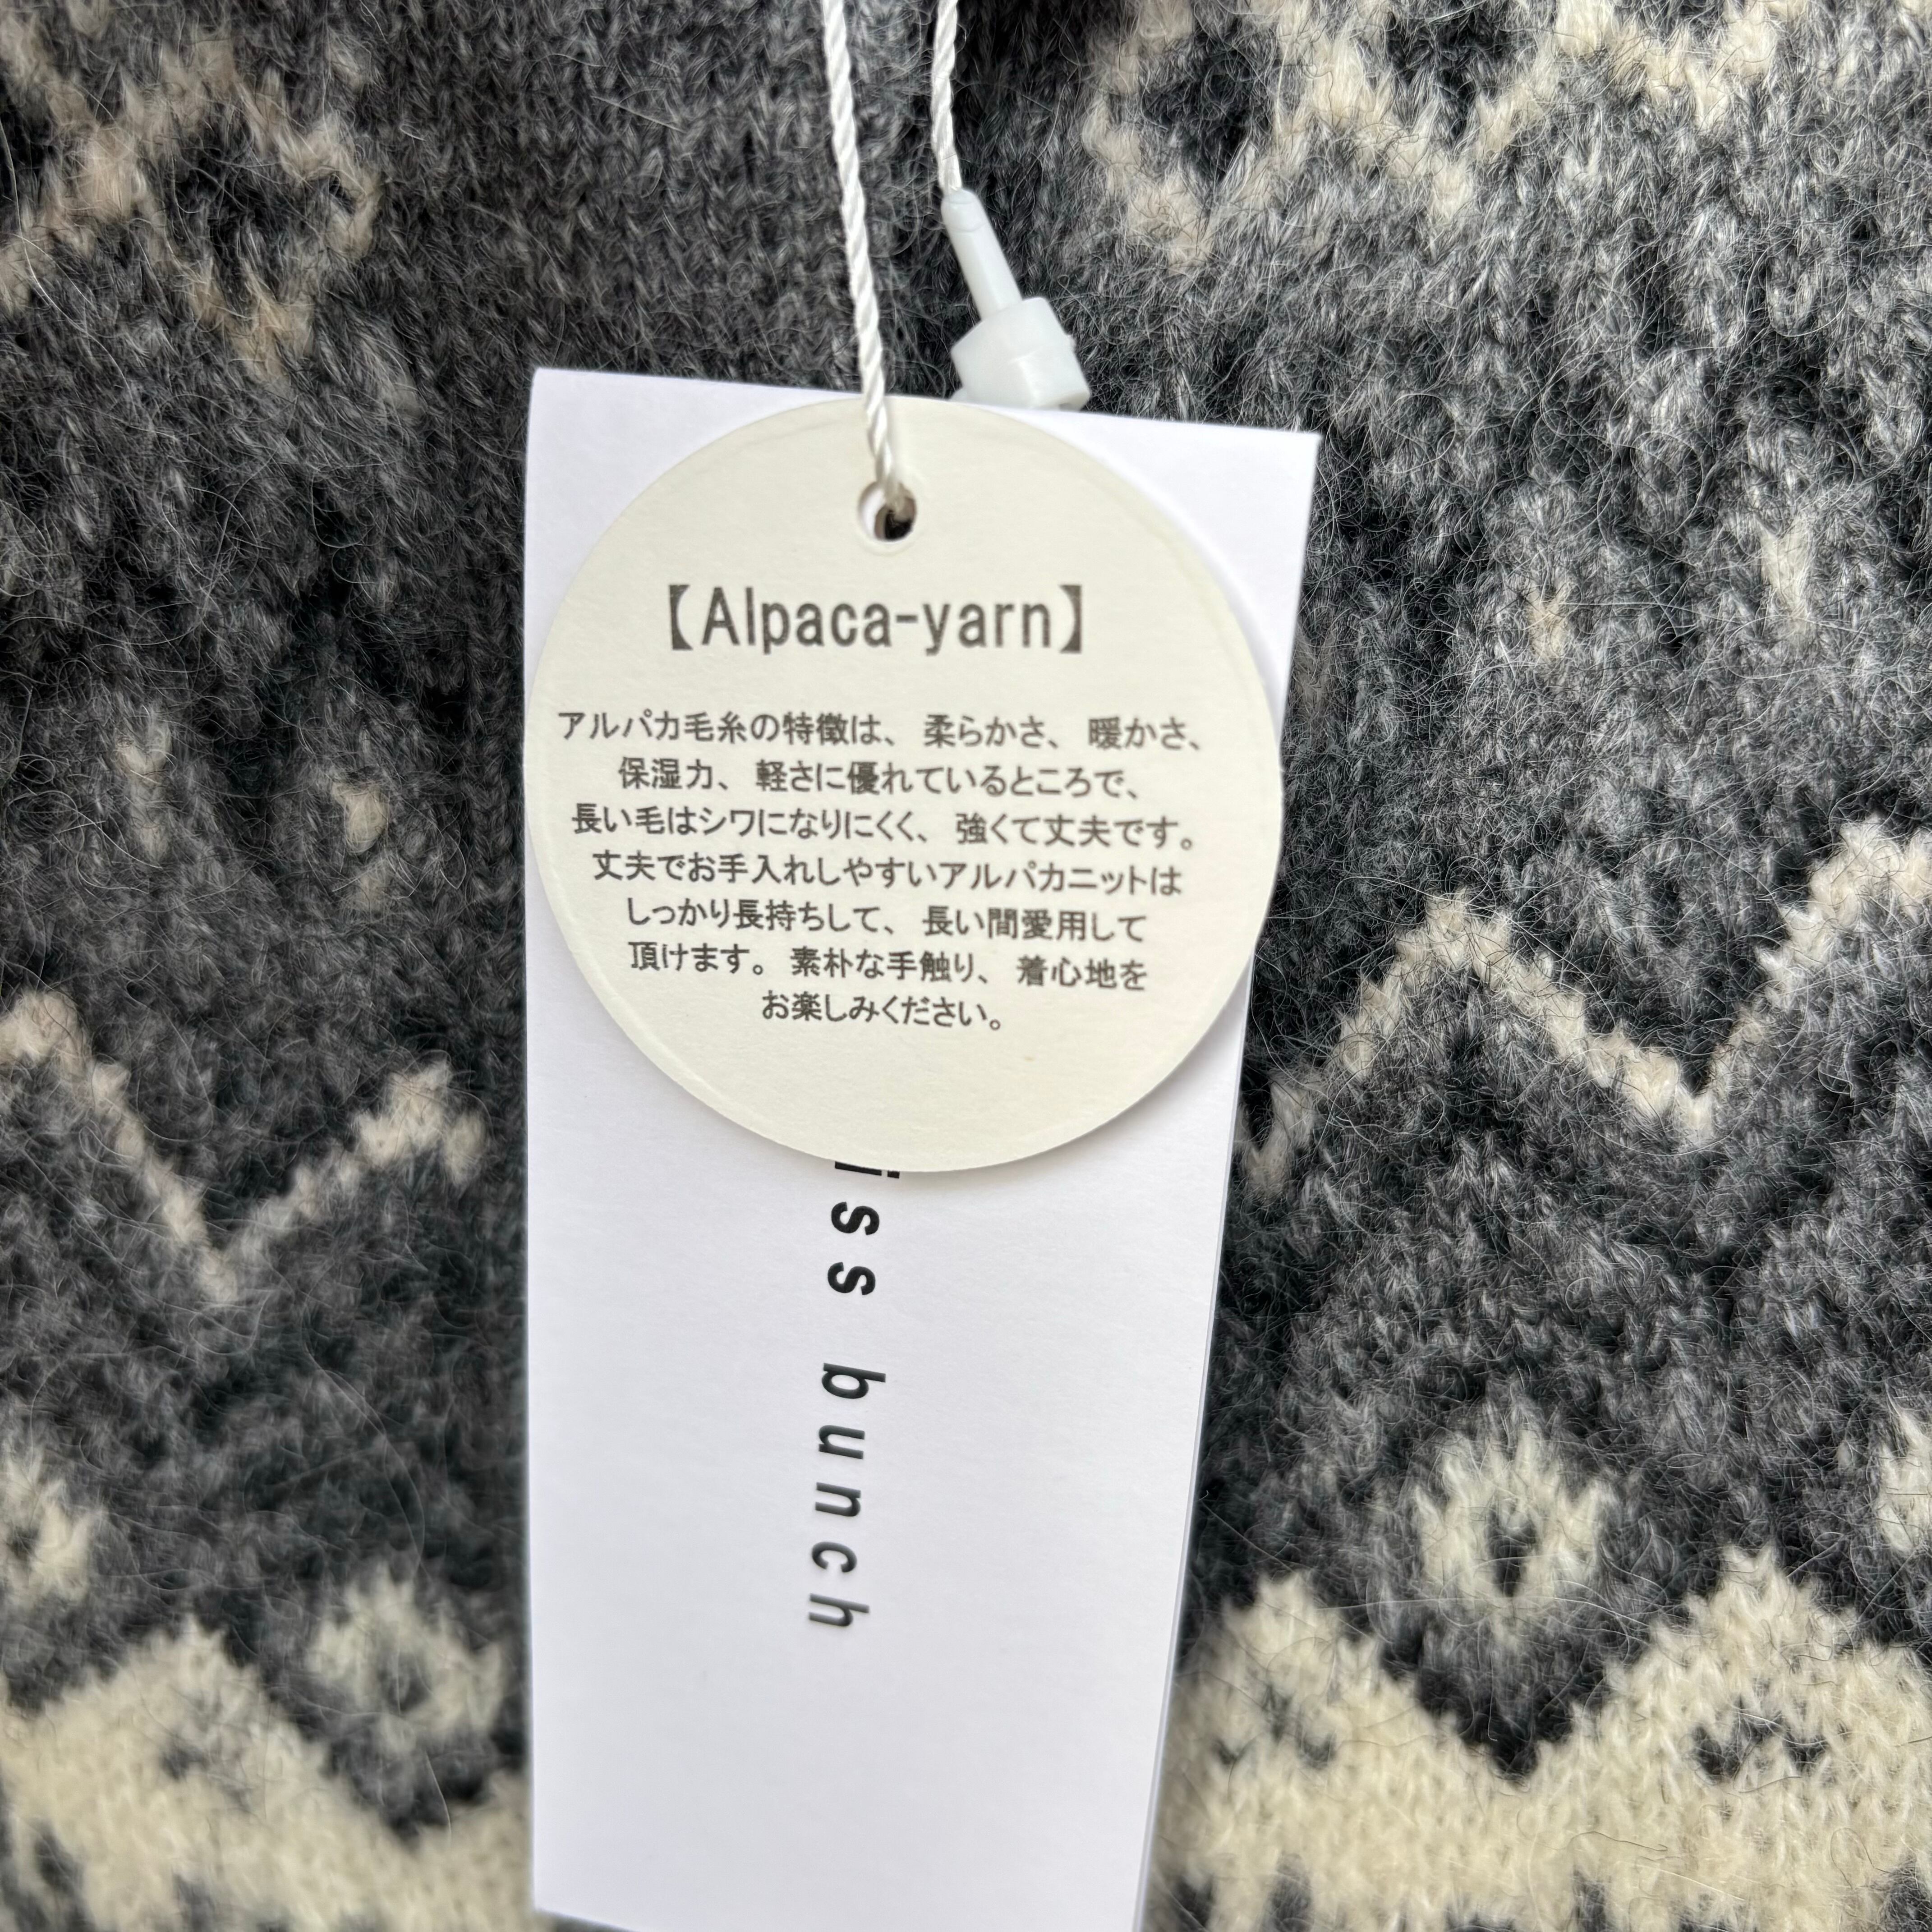 【Alpaca-yarn】
アルパカ毛糸の特徴は、柔らかさ、暖かさ、
保湿力、軽さに優れているところで、
長い毛はシワになりにくく、強くて丈夫です。
丈夫でお手入れしやすいアルパカニットは
しっかり長持ちして、長い間愛用して
頂けます。素朴な手触り、着心地を
お楽しみください。
iss bunch